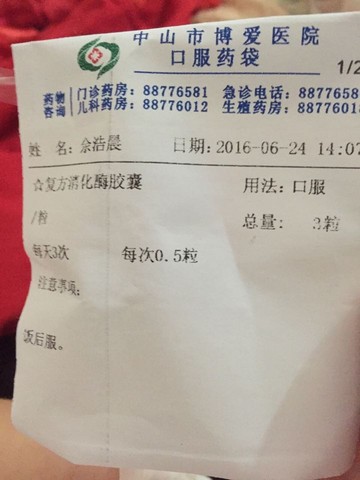 中山市博爱医院
口服药袋
1/2
药物咨询 门诊药房:88776581 急诊电话:8877658
儿科药房:88776012 生殖药房:8877601
姓 名:余浩晨 日期:2016-06-24 14:07
☆复方消化酶胶囊 用法:口服
/粒 总量: 3粒
每天3次 每次0.5粒
注意事项:
饭后服。